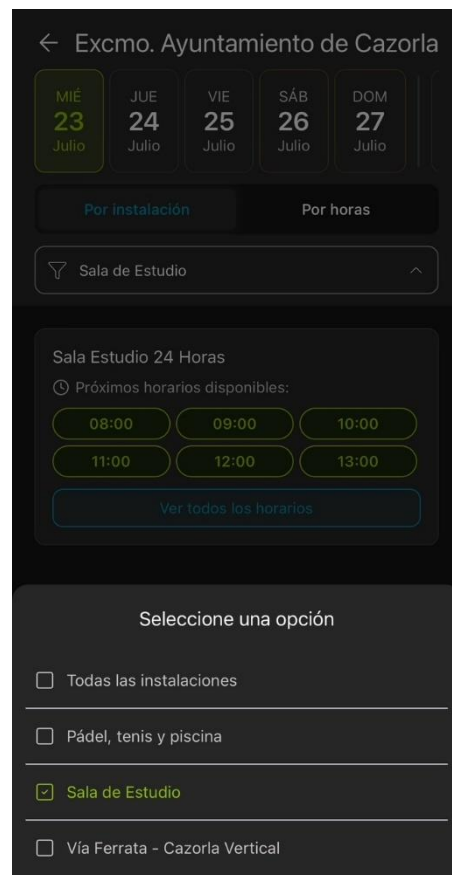 Excmo. Ayuntamiento de Cazorla
MIÉ JUE VIE SÁB DOM
23 24 25 26 27
Julio Julio Julio Julio Julio
Por instalación Por horas
Sala de Estudio
Sala Estudio 24 Horas
Próximos horarios disponibles:
08:00 09:00 10:00
11:00 12:00 13:00
Ver todos los horarios
Seleccione una opción
Todas las instalaciones
Pádel, tenis y piscina
Sala de Estudio
Vía Ferrata - Cazorla Vertical